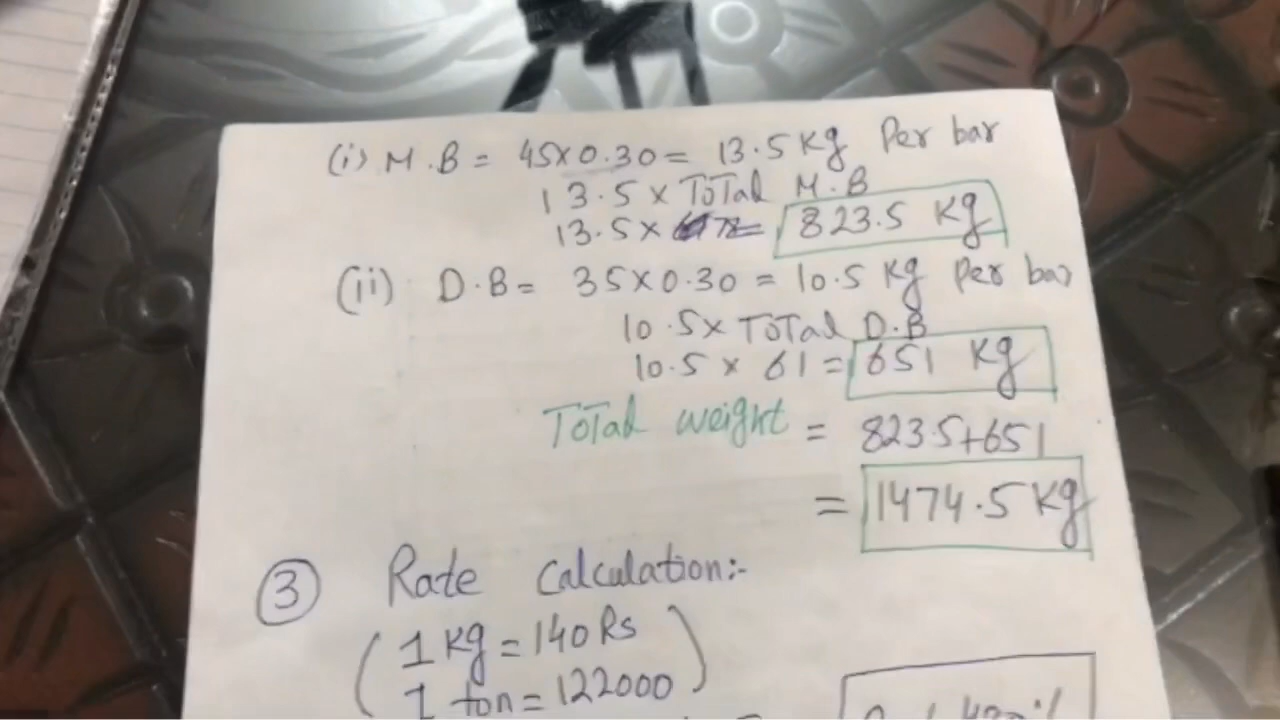 (i) M.B = 45×0.30 = 13.5 Kg Per bar
13.5 × Total M.B
13.5 × = 823.5 Kg
(ii) D.B = 35×0.30 = 10.5 Kg Per bar
10.5 × Total D.B
10.5 × 61 = 651 Kg
Total weight = 823.5+651
= 1474.5 Kg
3 Rate Calculation:-
(1 Kg = 140 Rs
1 ton = 122000)